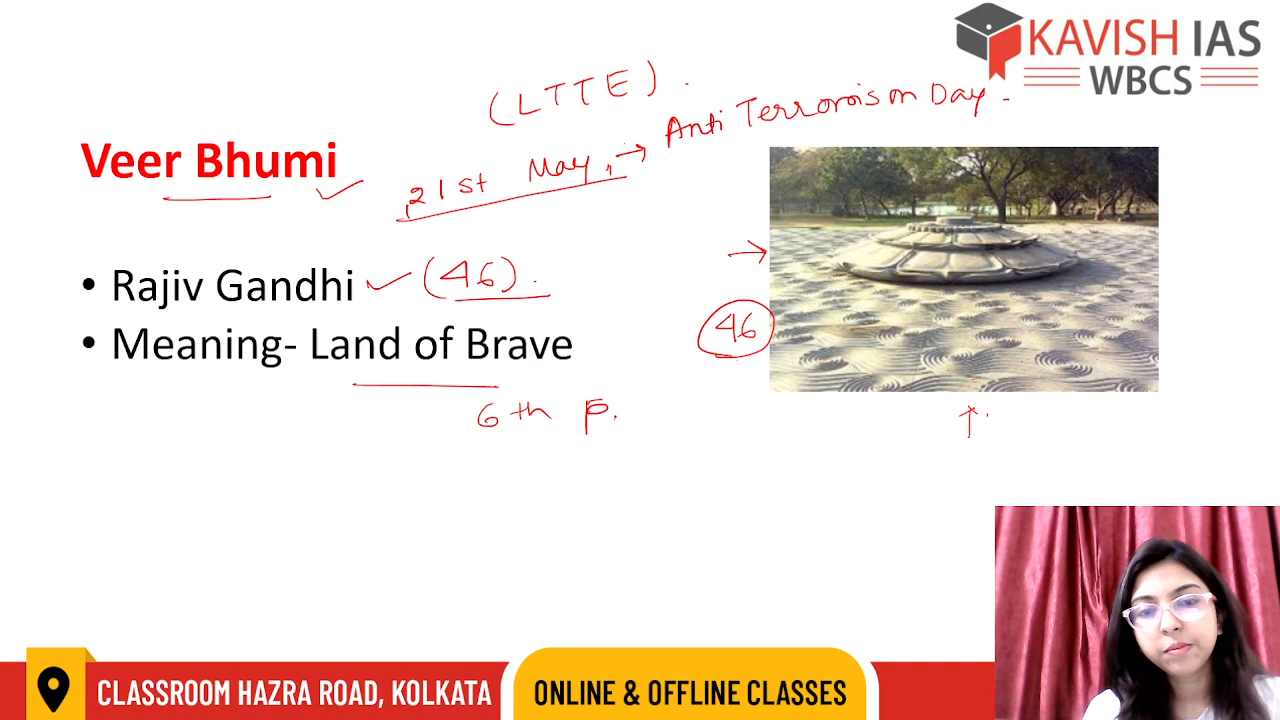 KAVISH IAS
WBCS
(LTTE).
Veer Bhumi
21st May, → Anti Terrorism Day.
• Rajiv Gandhi (46).
• Meaning- Land of Brave
46
6th P.
CLASSROOM HAZRA ROAD, KOLKATA
ONLINE & OFFLINE CLASSES